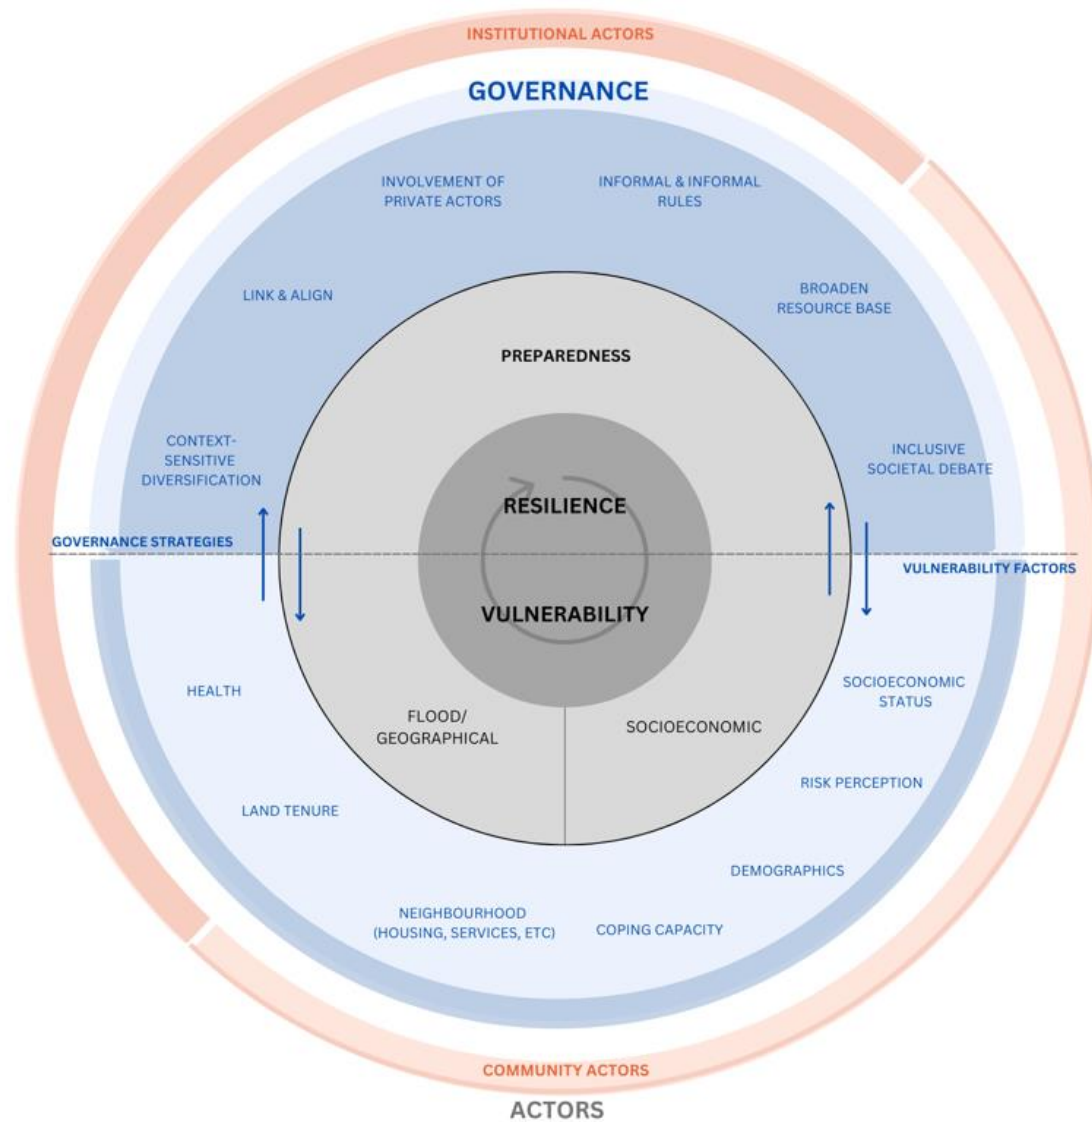 INSTITUTIONAL ACTORS
GOVERNANCE
INVOLVEMENT OF
PRIVATE ACTORS
INFORMAL & INFORMAL
RULES
LINK & ALIGN
BROADEN
RESOURCE BASE
PREPAREDNESS
CONTEXT-
SENSITIVE
DIVERSIFICATION
INCLUSIVE
SOCIETAL DEBATE
RESILIENCE
GOVERNANCE STRATEGIES
VULNERABILITY FACTORS
VULNERABILITY
HEALTH
SOCIOECONOMIC
STATUS
FLOOD/
GEOGRAPHICAL
SOCIOECONOMIC
RISK PERCEPTION
LAND TENURE
DEMOGRAPHICS
NEIGHBOURHOOD
(HOUSING, SERVICES, ETC)
COPING CAPACITY
COMMUNITY ACTORS
ACTORS